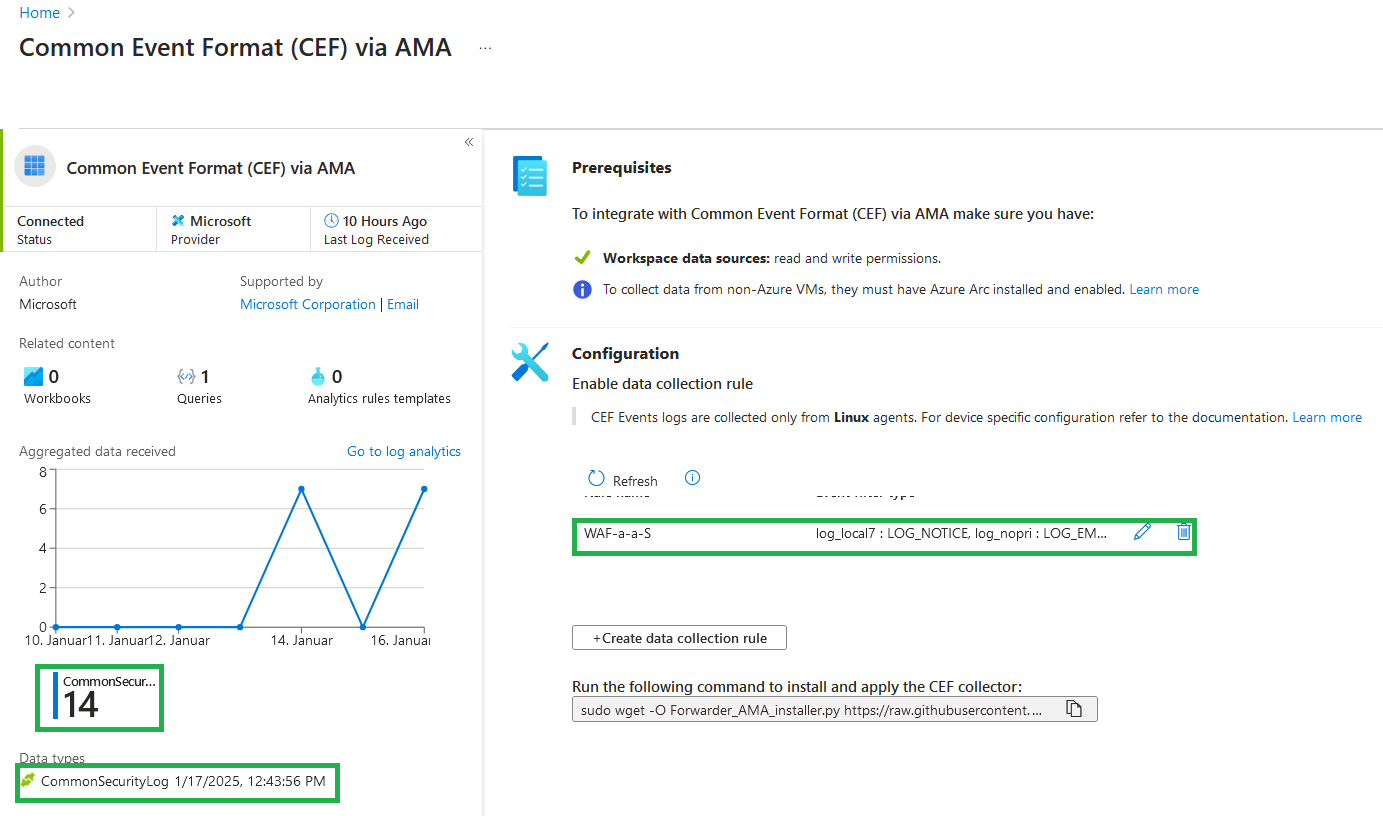 Home
Common Event Format (CEF) via AMA ...
«
Common Event Format (CEF) via AMA
Connected
Status
Microsoft
Provider
10 Hours Ago
Last Log Received
Author
Microsoft
Supported by
Microsoft Corporation | Email
Related content
0
Workbooks
1
Queries
0
Analytics rules templates
Aggregated data received
Go to log analytics
8
6
4
2
0
10. Januar 11. Januar 12. Januar 14. Januar 16. Januar
CommonSecur...
14
Data types
CommonSecurityLog 1/17/2025, 12:43:56 PM
Prerequisites
To integrate with Common Event Format (CEF) via AMA make sure you have:
Workspace data sources: read and write permissions.
To collect data from non-Azure VMs, they must have Azure Arc installed and enabled. Learn more
Configuration
Enable data collection rule
CEF Events logs are collected only from Linux agents. For device specific configuration refer to the documentation. Learn more
Refresh
WAF-a-a-S log_local7 : LOG_NOTICE, log_nopri : LOG_EM...
+Create data collection rule
Run the following command to install and apply the CEF collector:
sudo wget -O Forwarder_AMA_installer.py https://raw.githubusercontent....